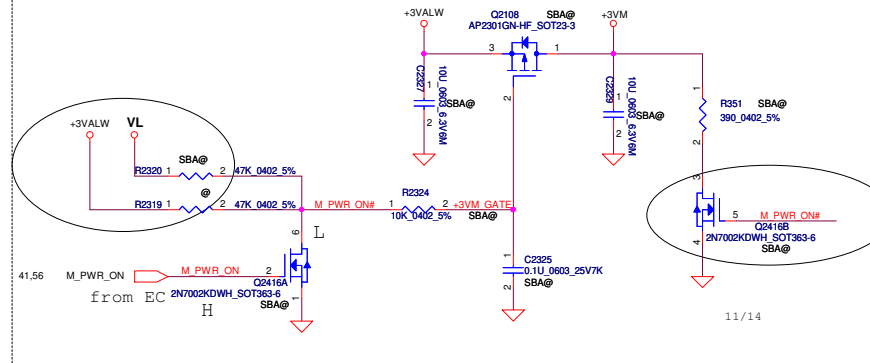 +3VALW
Q2108
SBA@
AP2301GN-HF_SOT23-3
+3VM
3
1
2
C2327
10U_0603_6.3V6M
1
2
SBA@
C2329
10U_0603_6.3V6M
1
2
SBA@
1
R351
SBA@
390_0402_5%
2
+3VALW
VL
SBA@
R2320 1
2 47K_0402_5%
@
R2319 1
2 47K_0402_5%
M_PWR_ON#
R2324
1
2
10K_0402_5%
+3VM_GATE
SBA@
6
L
41,56
M_PWR_ON
M_PWR_ON
2
Q2416A
2N7002KDWH_SOT363-6
1
SBA@
from EC
H
1
C2325
0.1U_0603_25V7K
2
SBA@
3
5
M_PWR_ON#
Q2416B
4
2N7002KDWH_SOT363-6
SBA@
11/14